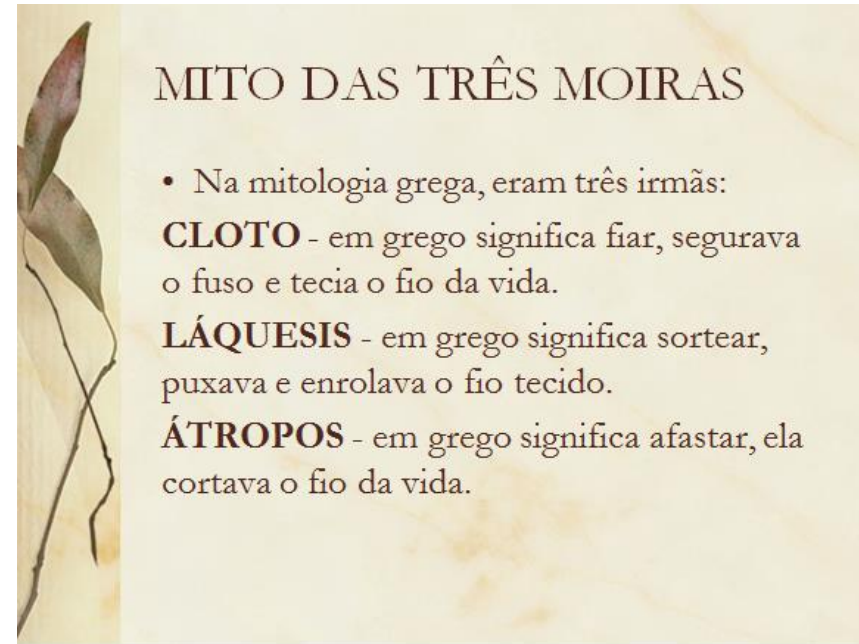 MITO DAS TRÊS MOIRAS
• Na mitologia grega, eram três irmãs:
CLOTO - em grego significa fiar, segurava
o fuso e tecia o fio da vida.
LÁQUESIS - em grego significa sortear,
puxava e enrolava o fio tecido.
ÁTROPOS - em grego significa afastar, ela
cortava o fio da vida.